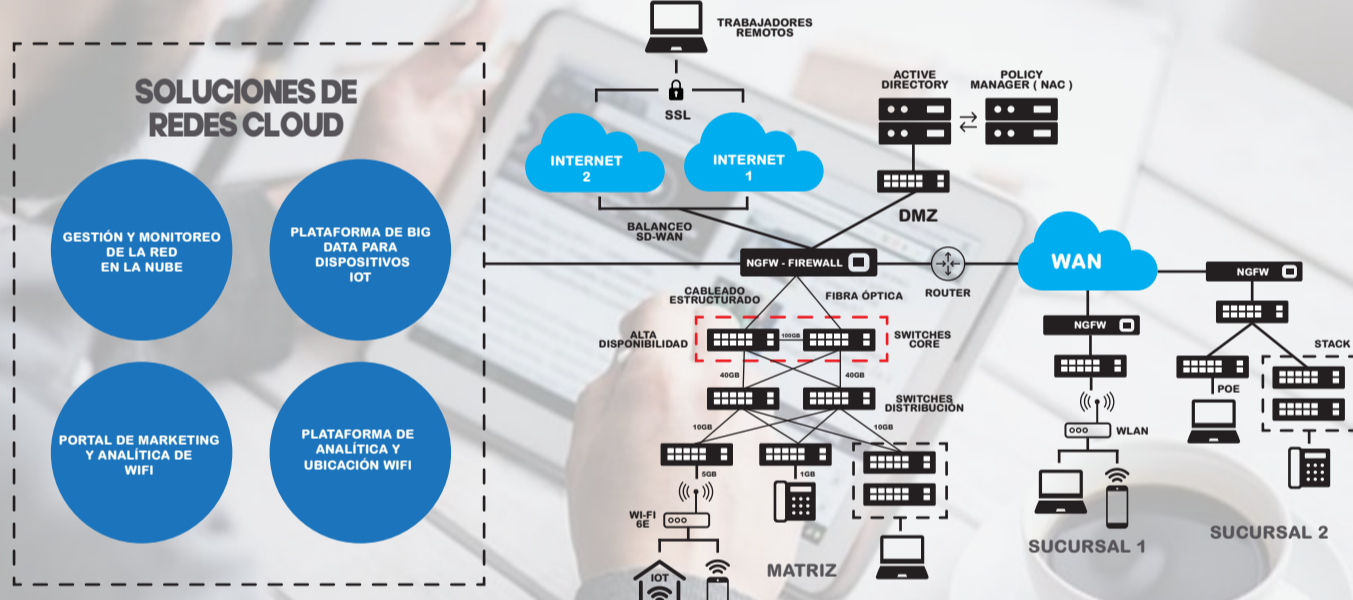 SOLUCIONES DE
REDES CLOUD
GESTIÓN Y MONITOREO
DE LA RED
EN LA NUBE
PLATAFORMA DE BIG
DATA PARA
DISPOSITIVOS
IOT
PORTAL DE MARKETING
Y ANALÍTICA DE
WIFI
PLATAFORMA DE
ANALÍTICA Y
UBICACIÓN WIFI
TRABAJADORES
REMOTOS
SSL
INTERNET
2
INTERNET
1
BALANCEO
SD-WAN
ACTIVE
DIRECTORY
POLICY
MANAGER ( NAC )
DMZ
NGFW - FIREWALL
ROUTER
WAN
CABLEADO
ESTRUCTURADO
FIBRA ÓPTICA
ALTA
DISPONIBILIDAD
100GB
SWITCHES
CORE
40GB
40GB
SWITCHES
DISTRIBUCIÓN
10GB
10GB
5GB
1GB
WI-FI
6E
IOT
MATRIZ
NGFW
WLAN
SUCURSAL 1
NGFW
POE
STACK
SUCURSAL 2